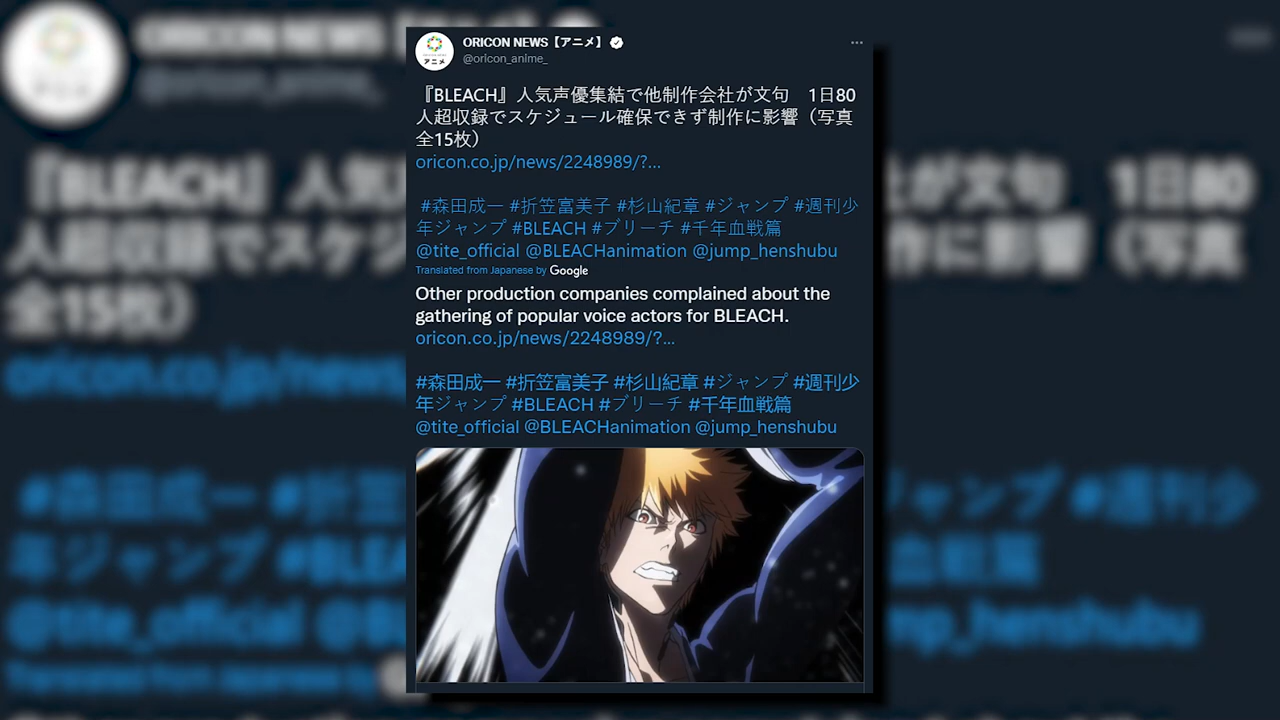 ORICON NEWS【アニメ】
@oricon_anime_
アニメ
『BLEACH』人気声優集結で他制作会社が文句　1日80
人超収録でスケジュール確保できず制作に影響（写真
全15枚）
oricon.co.jp/news/2248989/?...
#森田成一 #折笠富美子 #杉山紀章 #ジャンプ #週刊少
年ジャンプ #BLEACH #ブリーチ #千年血戦篇
@tite_official @BLEACHanimation @jump_henshubu
Translated from Japanese by Google
Other production companies complained about the
gathering of popular voice actors for BLEACH.
oricon.co.jp/news/2248989/?...
#森田成一 #折笠富美子 #杉山紀章 #ジャンプ #週刊少
年ジャンプ #BLEACH #ブリーチ #千年血戦篇
@tite_official @BLEACHanimation @jump_henshubu